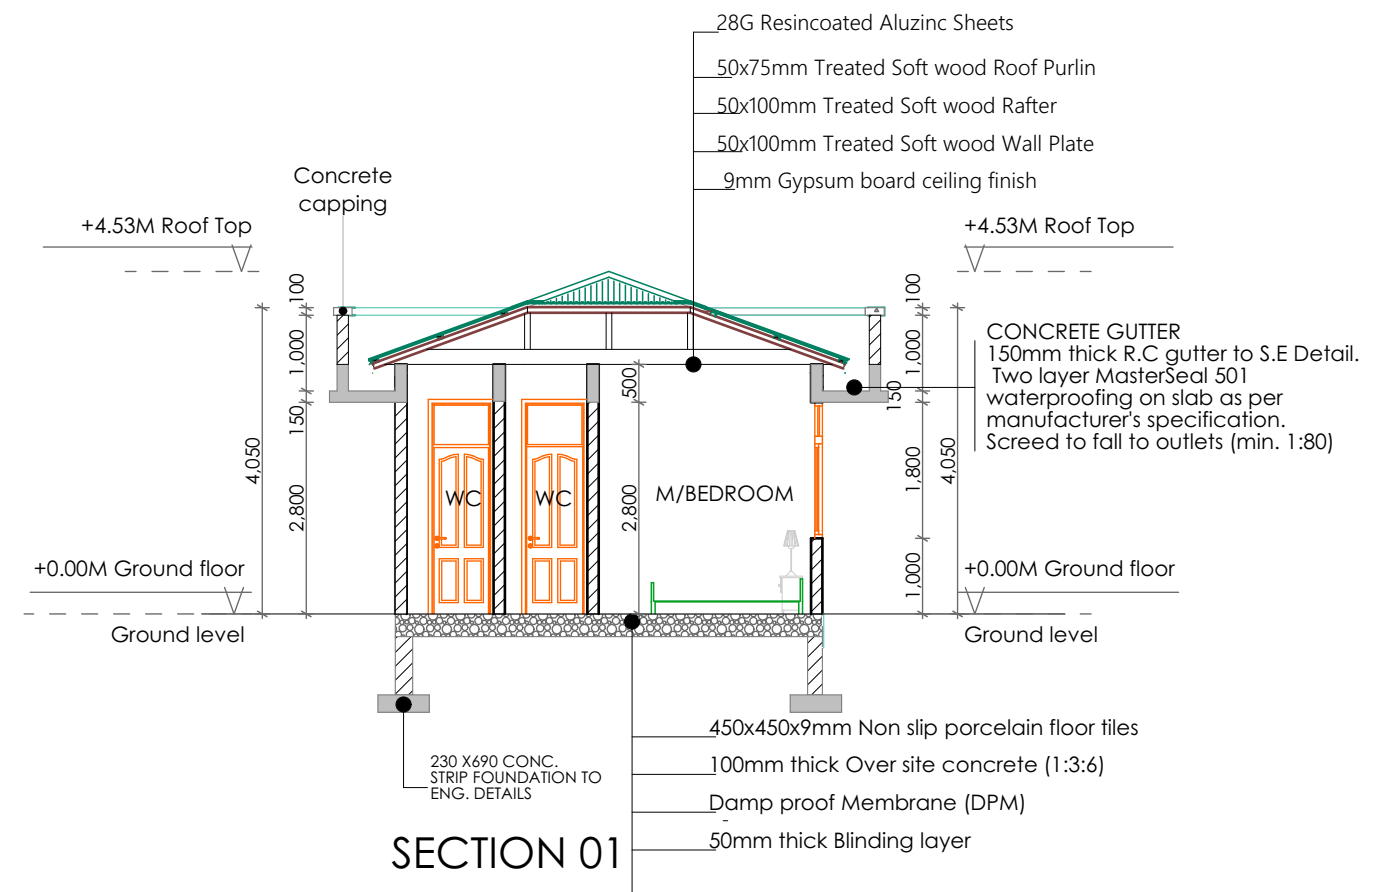 28G Resincoated Aluzinc Sheets
50x75mm Treated Soft wood Roof Purlin
50x100mm Treated Soft wood Rafter
50x100mm Treated Soft wood Wall Plate
9mm Gypsum board ceiling finish
Concrete
capping
+4.53M Roof Top
+4.53M Roof Top
100
1,000
150
2,800
4,050
500
2,800
100
1,000
150
1,800
1,000
4,050
CONCRETE GUTTER
150mm thick R.C gutter to S.E Detail.
Two layer MasterSeal 501
waterproofing on slab as per
manufacturer's specification.
Screed to fall to outlets (min. 1:80)
WC
WC
M/BEDROOM
+0.00M Ground floor
+0.00M Ground floor
Ground level
Ground level
230 X690 CONC.
STRIP FOUNDATION TO
ENG. DETAILS
450x450x9mm Non slip porcelain floor tiles
100mm thick Over site concrete (1:3:6)
Damp proof Membrane (DPM)
-
50mm thick Blinding layer
SECTION 01